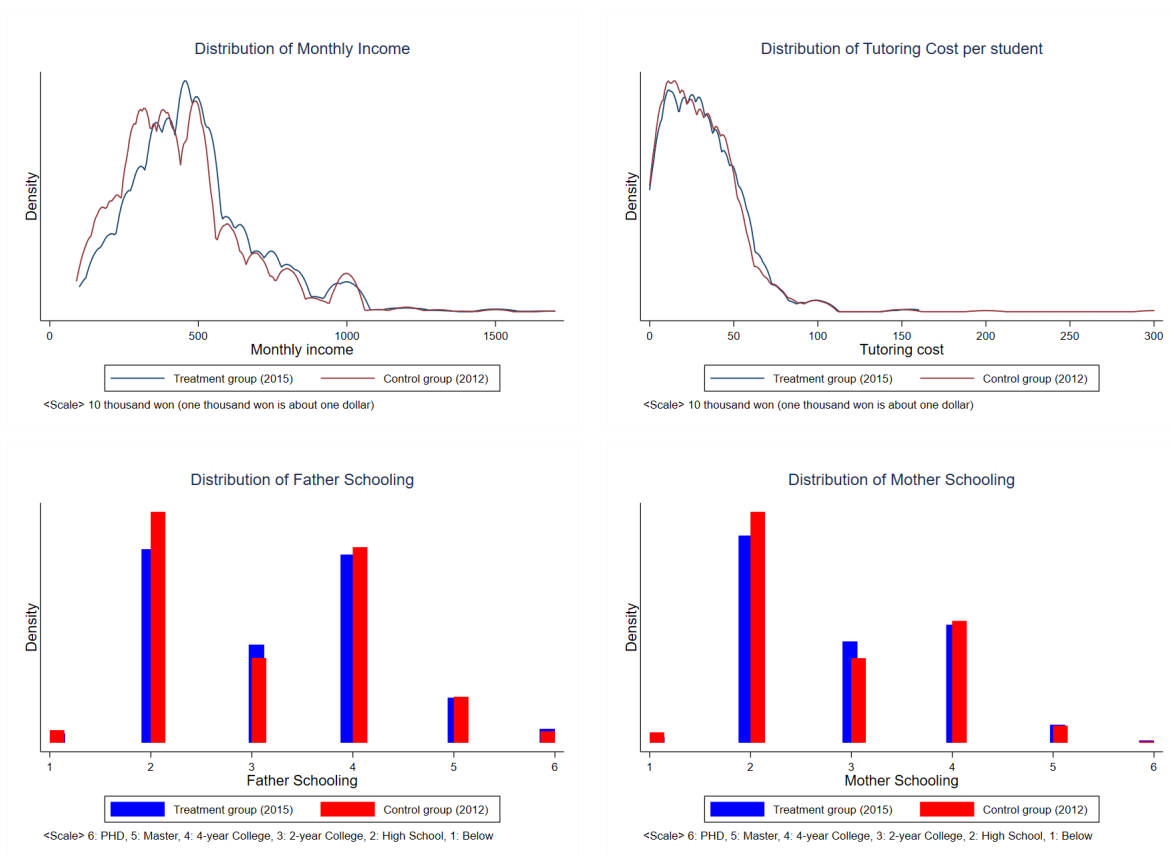 Distribution of Monthly Income
Density
0 500 1000 1500
Monthly income
Treatment group (2015) Control group (2012)
<Scale> 10 thousand won (one thousand won is about one dollar)
Distribution of Tutoring Cost per student
Density
0 50 100 150 200 250 300
Tutoring cost
Treatment group (2015) Control group (2012)
<Scale> 10 thousand won (one thousand won is about one dollar)
Distribution of Father Schooling
Density
1 2 3 4 5 6
Father Schooling
Treatment group (2015) Control group (2012)
<Scale> 6: PHD, 5: Master, 4: 4-year College, 3: 2-year College, 2: High School, 1: Below
Distribution of Mother Schooling
Density
1 2 3 4 5 6
Mother Schooling
Treatment group (2015) Control group (2012)
<Scale> 6: PHD, 5: Master, 4: 4-year College, 3: 2-year College, 2: High School, 1: Below